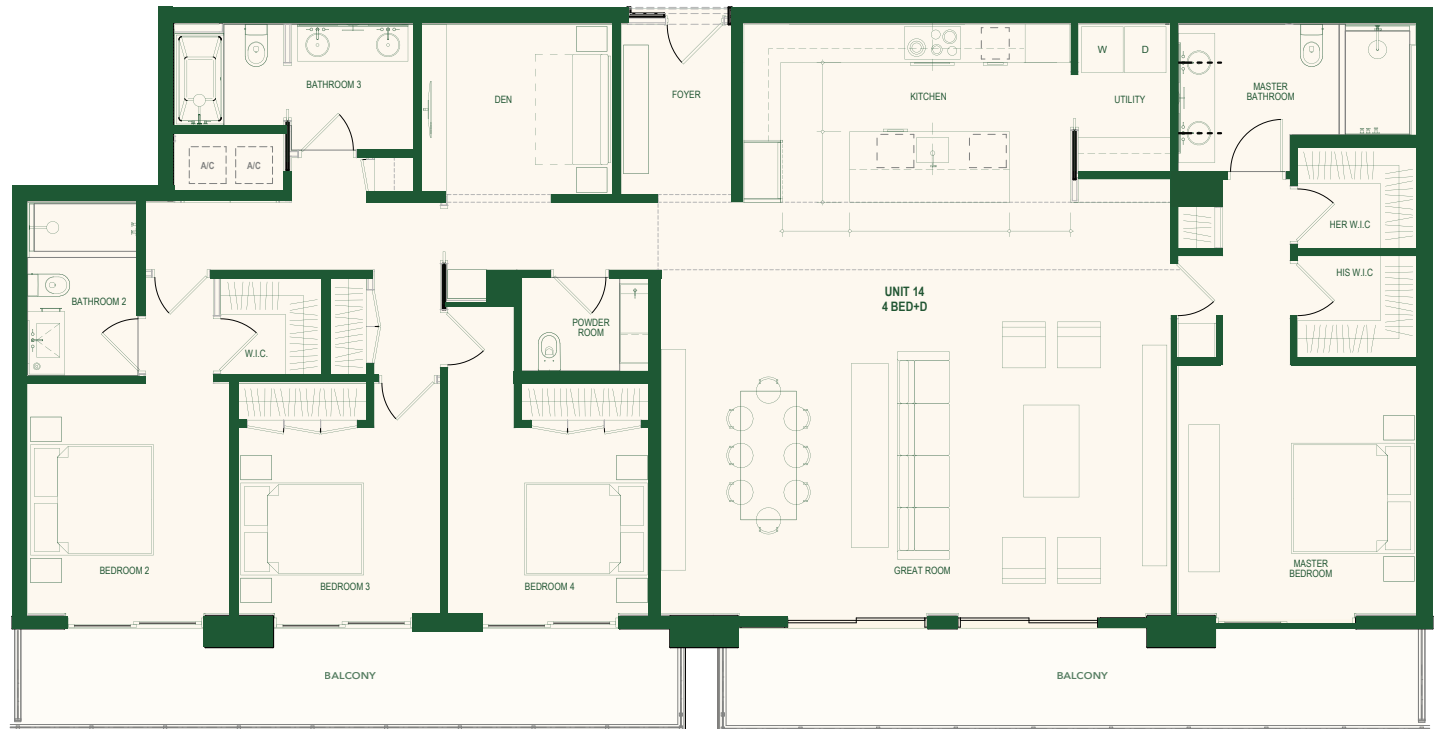 BATHROOM 3
DEN
FOYER
KITCHEN
W
D
UTILITY
MASTER
BATHROOM
A/C
A/C
HER W.I.C
HIS W.I.C
BATHROOM 2
W.I.C.
POWDER
ROOM
UNIT 14
4 BED+D
BEDROOM 2
BEDROOM 3
BEDROOM 4
GREAT ROOM
MASTER
BEDROOM
BALCONY
BALCONY